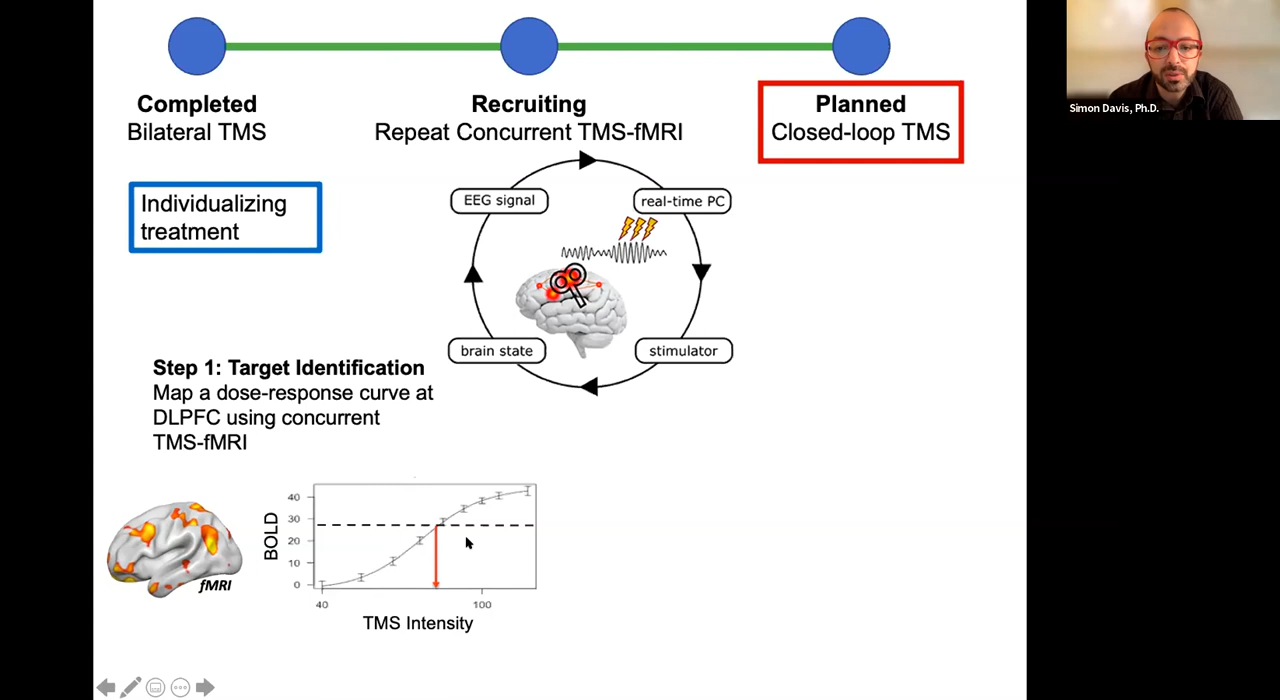 Completed
Bilateral TMS
Recruiting
Repeat Concurrent TMS-fMRI
Planned
Closed-loop TMS
Simon Davis, Ph.D.
Individualizing
treatment
EEG signal
real-time PC
brain state
stimulator
Step 1: Target Identification
Map a dose-response curve at
DLPFC using concurrent
TMS-fMRI
fMRI
BOLD
40
30
20
10
0
40
100
TMS Intensity